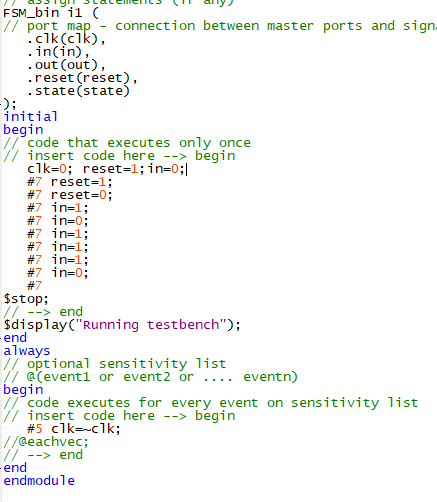 // assign statements (if any)
FSM_bin i1 (
// port map - connection between master ports and sign
.clk(clk),
.in(in),
.out(out),
.reset(reset),
.state(state)
);
initial
begin
// code that executes only once
// insert code here --> begin
clk=0; reset=1;in=0;
#7 reset=1;
#7 reset=0;
#7 in=1;
#7 in=0;
#7 in=1;
#7 in=1;
#7 in=1;
#7 in=0;
#7
$stop;
// --> end
$display("Running testbench");
end
always
// optional sensitivity list
// @(event1 or event2 or .... eventn)
begin
// code executes for every event on sensitivity list
// insert code here --> begin
#5 clk=~clk;
//@eachvec;
// --> end
end
endmodule